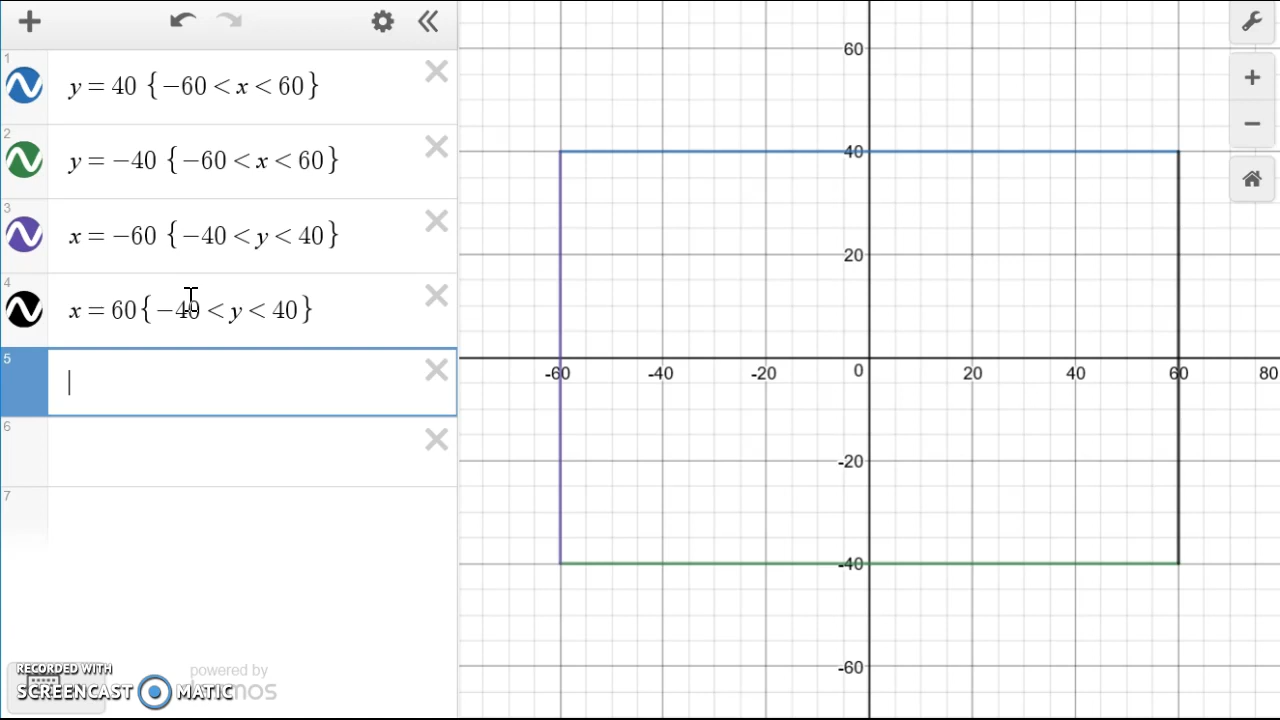 1
y = 40 {−60 < x < 60}
2
y = −40 {−60 < x < 60}
3
x = −60 {−40 < y < 40}
4
x = 60{−40 < y < 40}
5
6
7
powered by
RECORDED WITH
SCREENCAST MATIC
60
40
20
-60 -40 -20 0 20 40 60 80
-20
-40
-60